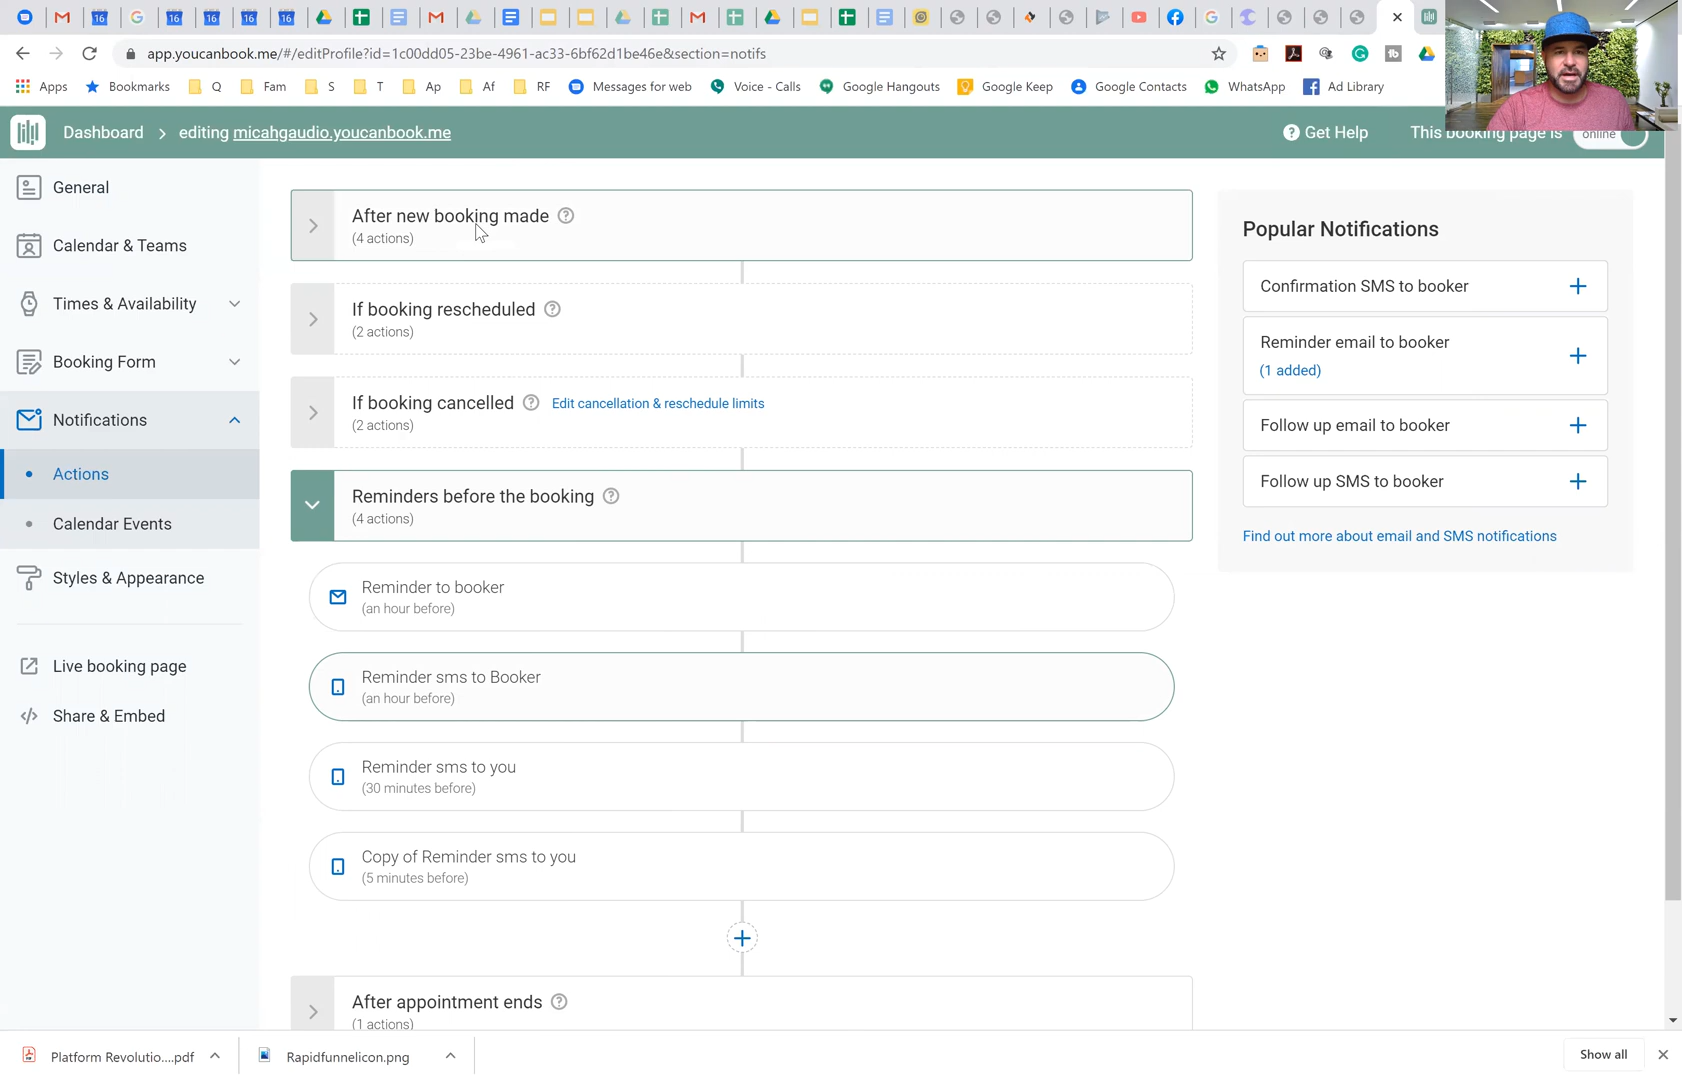 16
16
16
16
16
app.youcanbook.me/#/editProfile?id=1c00dd05-23be-4961-ac33-6bf62d1be46e&section=notifs
Apps
Bookmarks
Q
Fam
S
T
Ap
Af
RF
Messages for web
Voice - Calls
Google Hangouts
Google Keep
Google Contacts
WhatsApp
Ad Library
Dashboard
editing micahgaudio.youcanbook.me
Get Help
This booking page is
online
General
Calendar & Teams
Times & Availability
Booking Form
Notifications
Actions
Calendar Events
Styles & Appearance
Live booking page
Share & Embed
After new booking made
(4 actions)
If booking rescheduled
(2 actions)
If booking cancelled
Edit cancellation & reschedule limits
(2 actions)
Reminders before the booking
(4 actions)
Reminder to booker
(an hour before)
Reminder sms to Booker
(an hour before)
Reminder sms to you
(30 minutes before)
Copy of Reminder sms to you
(5 minutes before)
After appointment ends
(1 actions)
Popular Notifications
Confirmation SMS to booker
Reminder email to booker
(1 added)
Follow up email to booker
Follow up SMS to booker
Find out more about email and SMS notifications
Platform Revolutio....pdf
Rapidfunnelicon.png
Show all